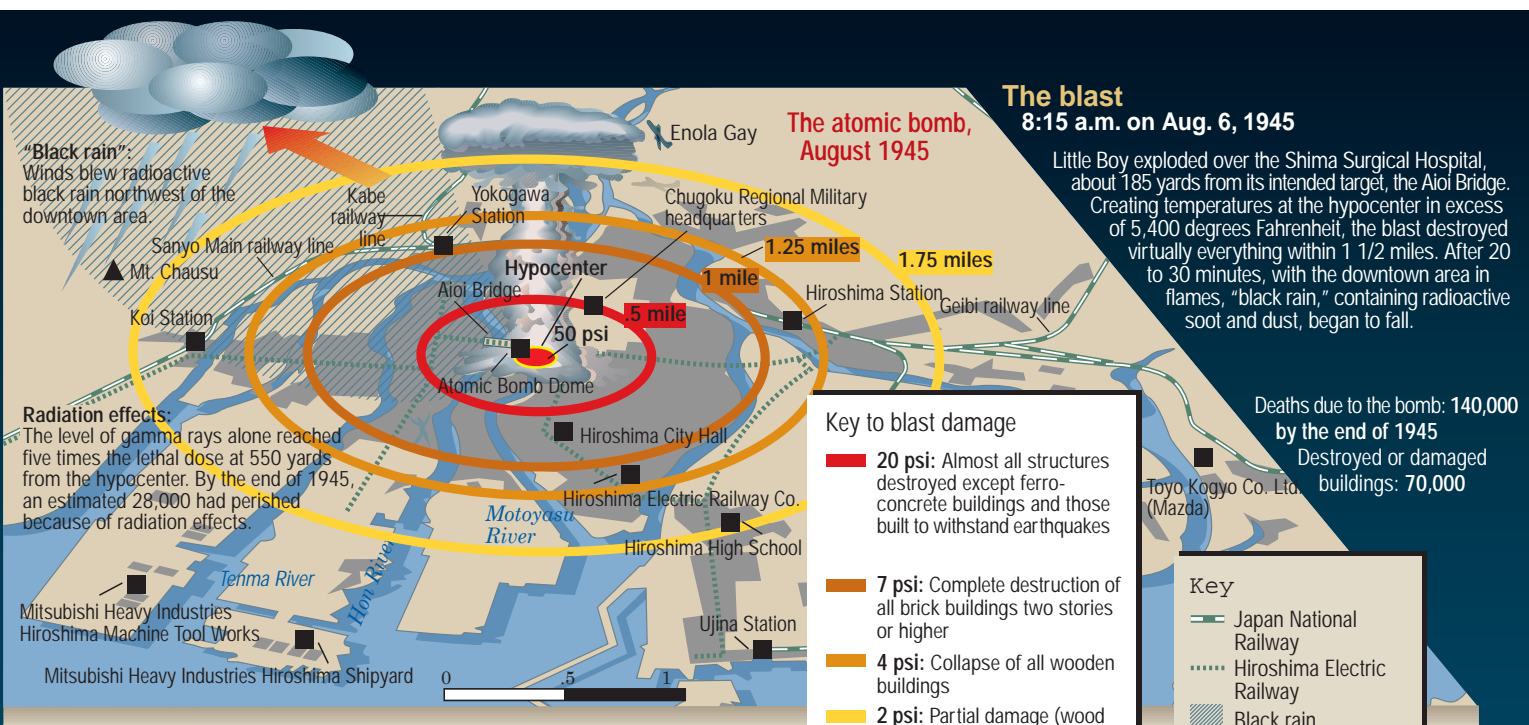 The blast
8:15 a.m. on Aug. 6, 1945
Little Boy exploded over the Shima Surgical Hospital,
about 185 yards from its intended target, the Aioi Bridge.
Creating temperatures at the hypocenter in excess
of 5,400 degrees Fahrenheit, the blast destroyed
virtually everything within 1 1/2 miles. After 20
to 30 minutes, with the downtown area in
flames, “black rain,” containing radioactive
soot and dust, began to fall.
Deaths due to the bomb: 140,000
by the end of 1945
Destroyed or damaged
buildings: 70,000
The atomic bomb,
August 1945
Enola Gay
“Black rain”:
Winds blew radioactive
black rain northwest of the
downtown area.
Kabe
railway
line
Yokogawa
Station
Chugoku Regional Military
headquarters
Sanyo Main railway line
Mt. Chausu
1.25 miles
1.75 miles
1 mile
Hypocenter
Aioi Bridge
.5 mile
50 psi
Hiroshima Station
Geibi railway line
Koi Station
Atomic Bomb Dome
Radiation effects:
The level of gamma rays alone reached
five times the lethal dose at 550 yards
from the hypocenter. By the end of 1945,
an estimated 28,000 had perished
because of radiation effects.
Hiroshima City Hall
Hiroshima Electric Railway Co.
Motoyasu
River
Hiroshima High School
Toyo Kogyo Co. Ltd.
(Mazda)
Tenma River
Hon River
Mitsubishi Heavy Industries
Hiroshima Machine Tool Works
Mitsubishi Heavy Industries Hiroshima Shipyard
Ujina Station
0 .5 1
Key to blast damage
20 psi: Almost all structures
destroyed except ferro-
concrete buildings and those
built to withstand earthquakes
7 psi: Complete destruction of
all brick buildings two stories
or higher
4 psi: Collapse of all wooden
buildings
2 psi: Partial damage (wood
Key
Japan National
Railway
Hiroshima Electric
Railway
Black rain